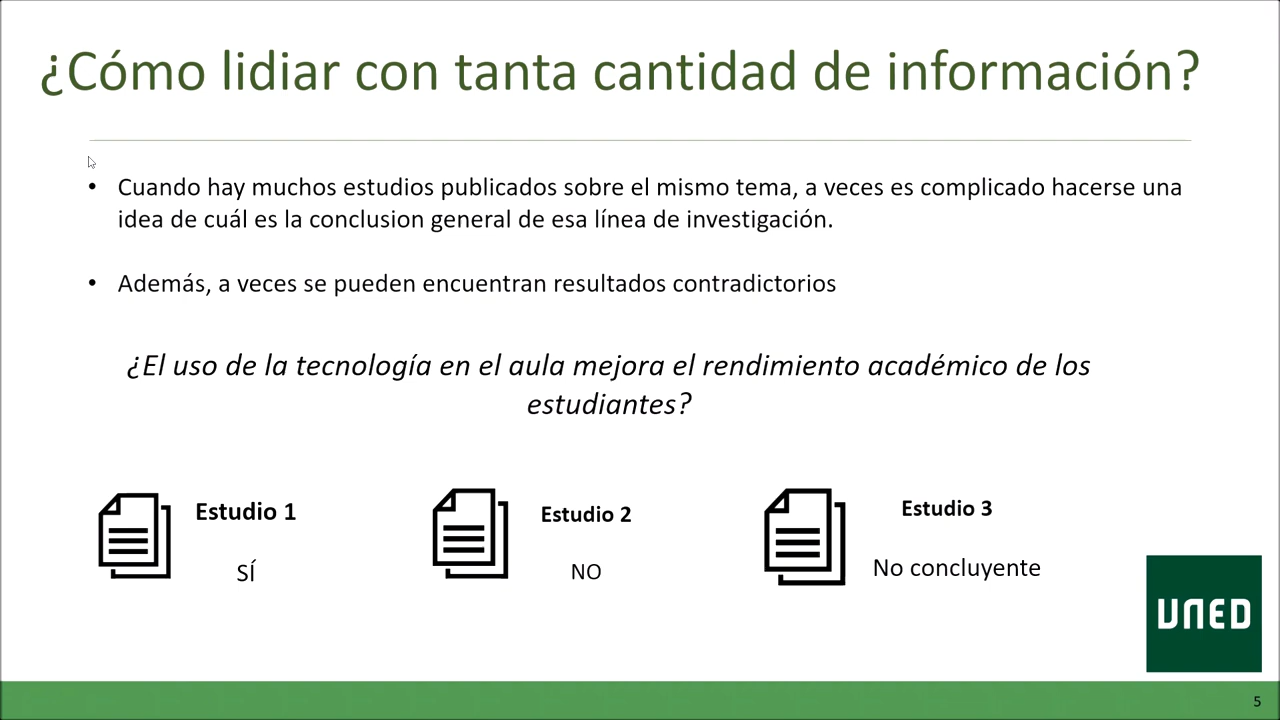 ¿Cómo lidiar con tanta cantidad de información?
• Cuando hay muchos estudios publicados sobre el mismo tema, a veces es complicado hacerse una
idea de cuál es la conclusion general de esa línea de investigación.
• Además, a veces se pueden encuentran resultados contradictorios
¿El uso de la tecnología en el aula mejora el rendimiento académico de los
estudiantes?
Estudio 1
SÍ
Estudio 2
NO
Estudio 3
No concluyente
UNED
5